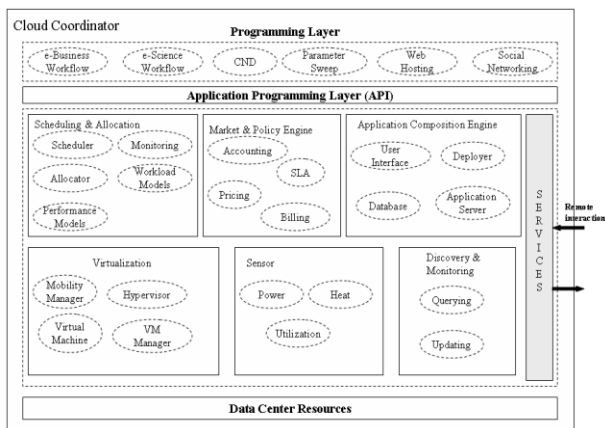 Cloud Coordinator
Programming Layer
e-Business
Workflow
e-Science
Workflow
CND
Parameter
Sweep
Web
Hosting
Social
Networking
Application Programming Layer (API)
Scheduling & Allocation
Scheduler
Monitoring
Allocator
Workload
Models
Performance
Models
Market & Policy Engine
Accounting
SLA
Pricing
Billing
Application Composition Engine
User
Interface
Deployer
Database
Application
Server
SERVICES
Remote
interaction
Virtualization
Mobility
Manager
Hypervisor
Virtual
Machine
VM
Manager
Sensor
Power
Heat
Utilization
Discovery &
Monitoring
Querying
Updating
Data Center Resources